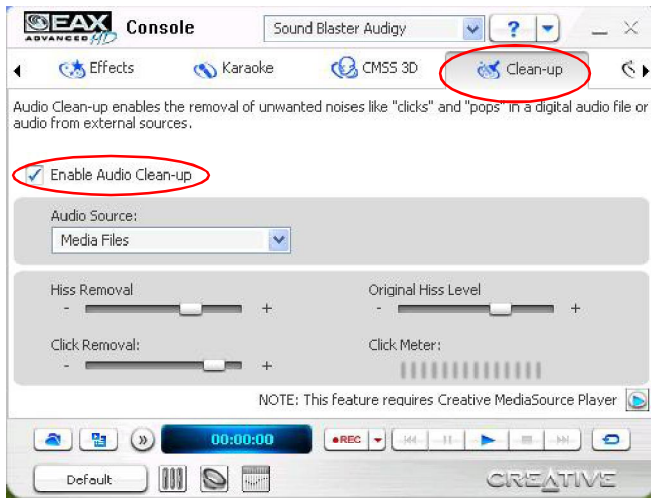 EAX
ADVANCED HD Console Sound Blaster Audigy ?
Effects Karaoke CMSS 3D Clean-up
Audio Clean-up enables the removal of unwanted noises like "clicks" and "pops" in a digital audio file or
audio from external sources.
Enable Audio Clean-up
Audio Source:
Media Files
Hiss Removal Original Hiss Level
- + - +
Click Removal: Click Meter:
- +
NOTE: This feature requires Creative MediaSource Player
00:00:00 REC
Default CREATIVE